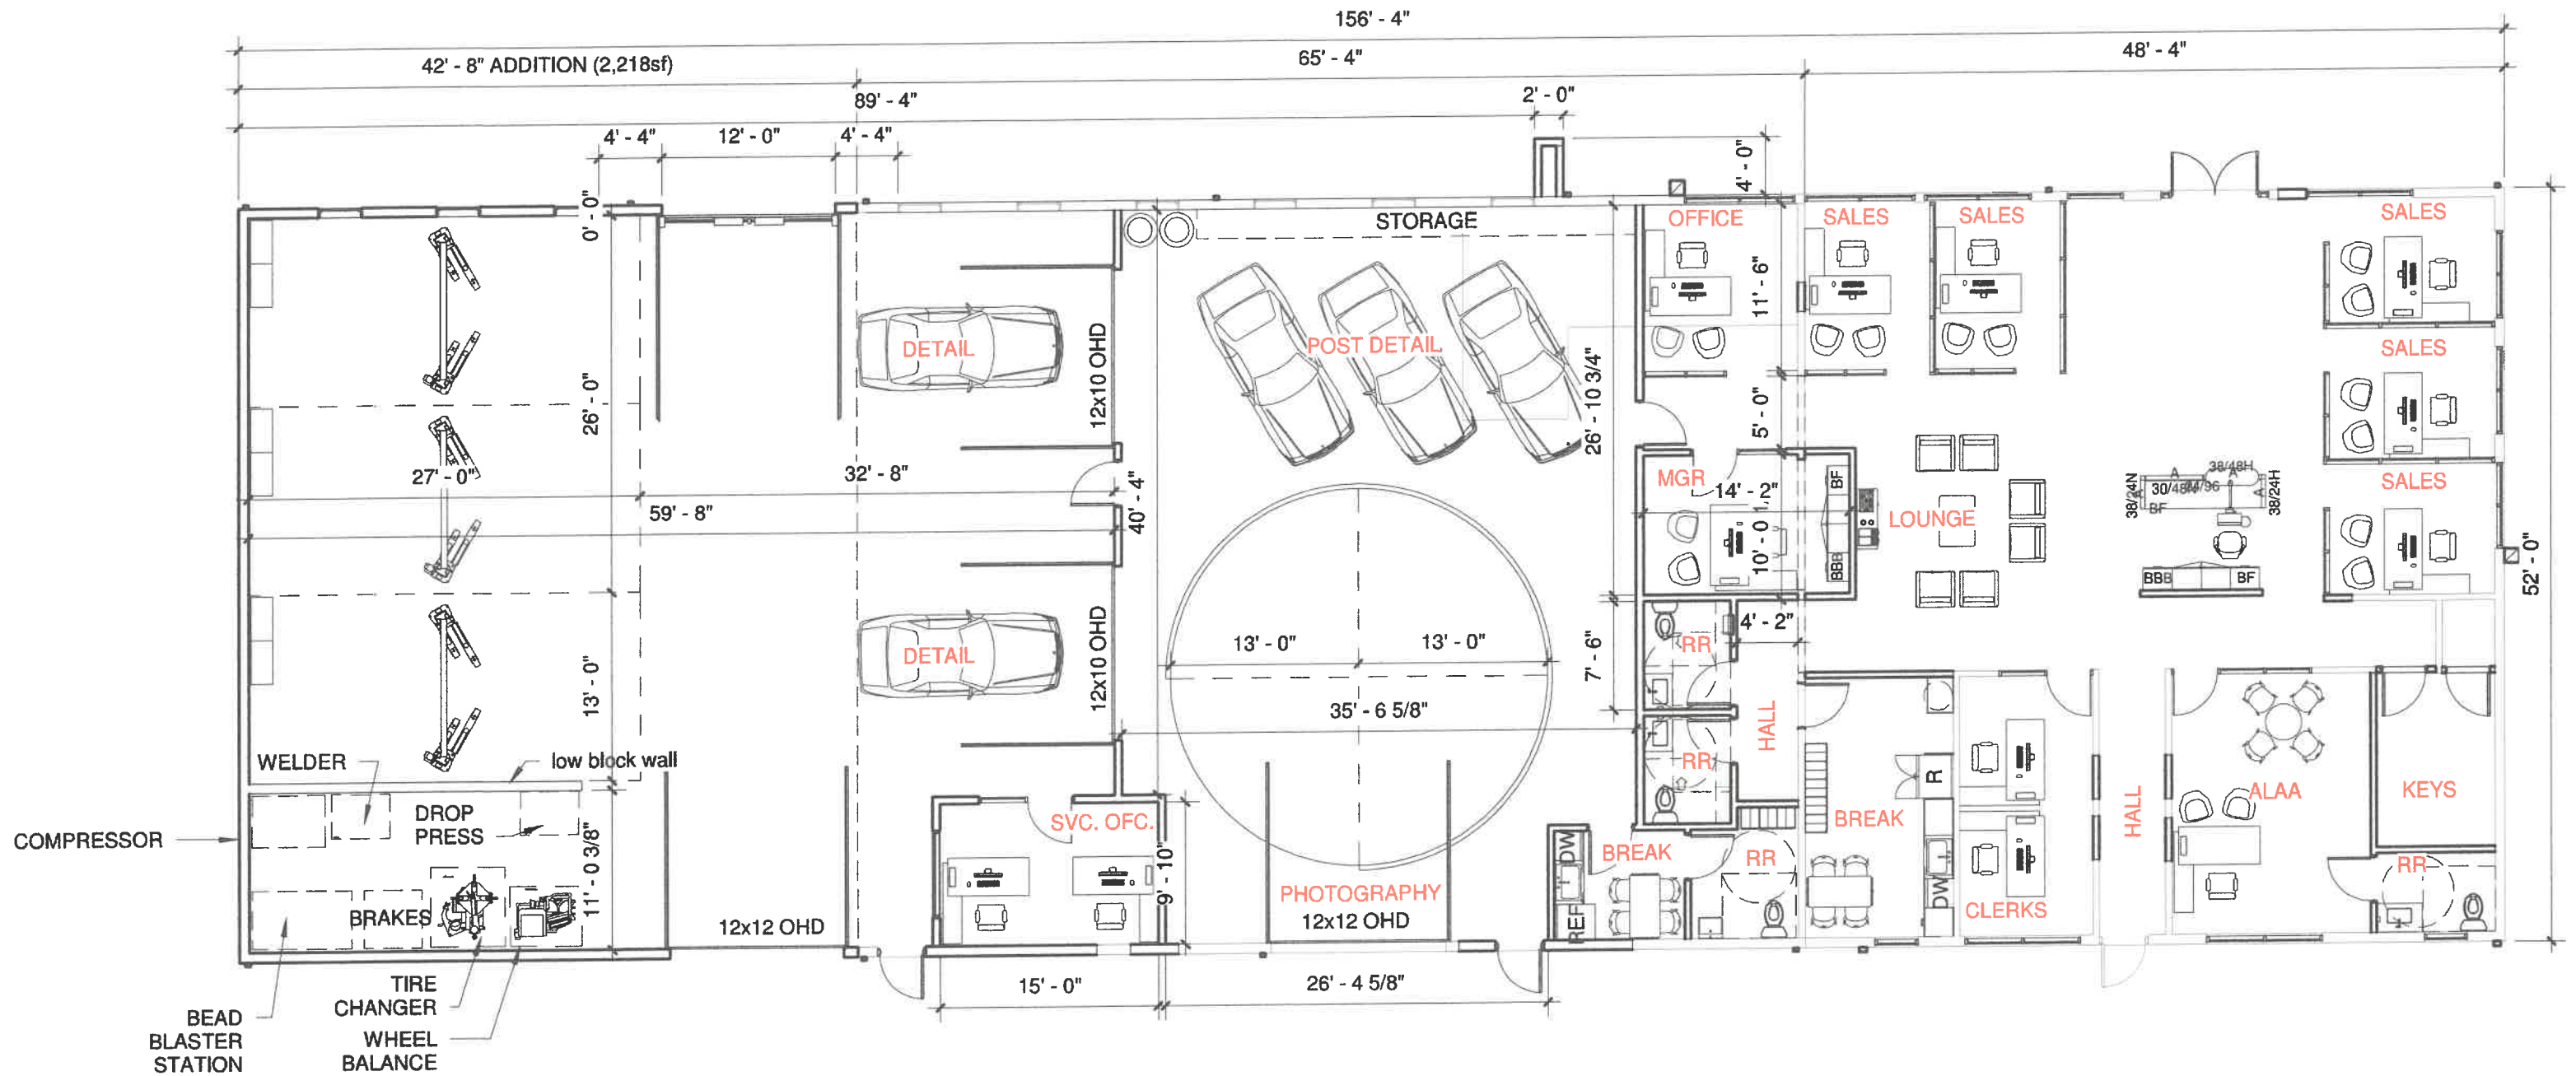 156' - 4"
65' - 4"
48' - 4"
42' - 8" ADDITION (2,218sf)
89' - 4"
2' - 0"
4' - 4"
12' - 0"
4' - 4"
4' - 0"
0' - 0"
STORAGE
OFFICE
SALES
SALES
SALES
11' - 6"
DETAIL
12x10 OHD
POST DETAIL
26' - 10 3/4"
SALES
26' - 0"
5' - 0"
27' - 0"
32' - 8"
59' - 8"
40' - 4"
MGR
14' - 2"
BF
10' - 0 1/
BBB
LOUNGE
38/24N
A
38/48H
A
30/48H
24/96
A
BF
A
38/24H
SALES
BBB
BF
52' - 0"
DETAIL
12x10 OHD
13' - 0"
13' - 0"
13' - 0"
7' - 6"
RR
4' - 2"
35' - 6 5/8"
RR
HALL
WELDER
low block wall
COMPRESSOR
DROP
PRESS
11' - 0 3/8"
SVC. OFC.
9' - 10"
R
BREAK
HALL
ALAA
KEYS
DW
BREAK
RR
RR
BRAKES
PHOTOGRAPHY
12x12 OHD
12x12 OHD
REF
DW
CLERKS
TIRE
CHANGER
15' - 0"
26' - 4 5/8"
BEAD
BLASTER
STATION
WHEEL
BALANCE